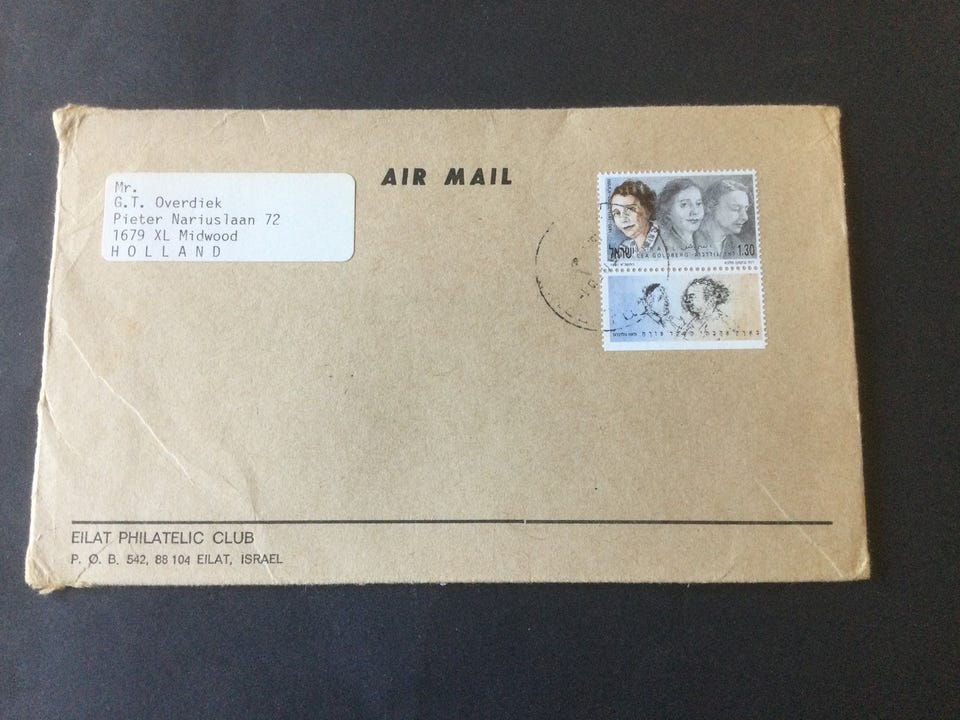 AIR MAIL
Mr.
G.T. Overdiek
Pieter Nariuslaan 72
1679 XL Midwood
H O L L A N D
ישראל
1.30
LEA GOLDBERG
EILAT PHILATELIC CLUB
P. O. B. 542, 88 104 EILAT, ISRAEL